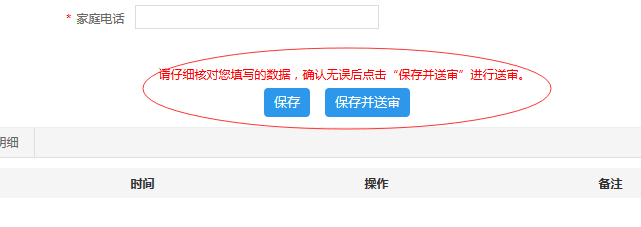 * 家庭电话
请仔细核对您填写的数据，确认无误后点击“保存并送审”进行送审。
保存 保存并送审
明细
时间 操作 备注